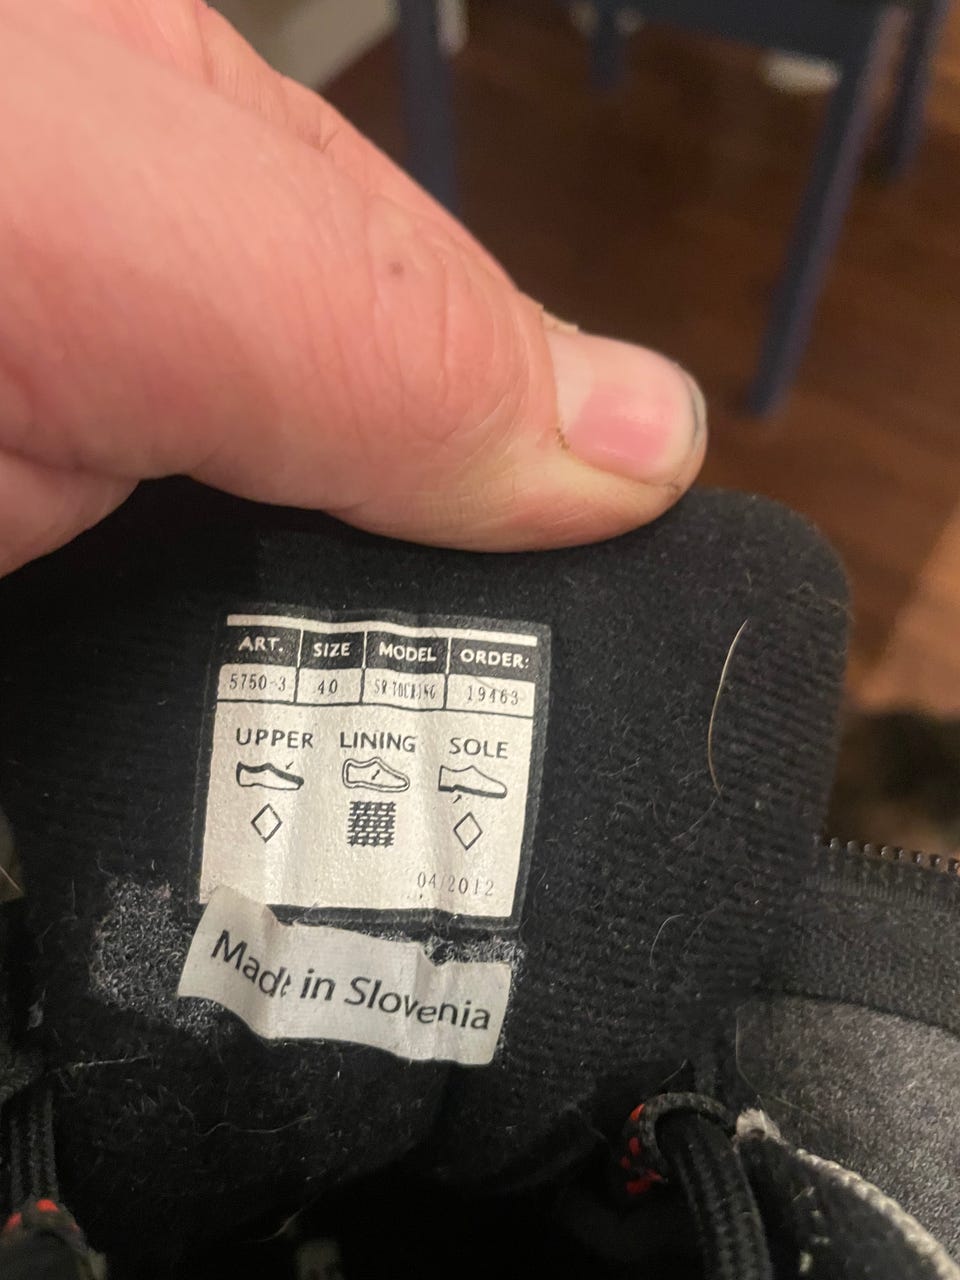 ART. SIZE MODEL ORDER:
5750-3 40 19463
UPPER LINING SOLE
04/2012
Made in Slovenia